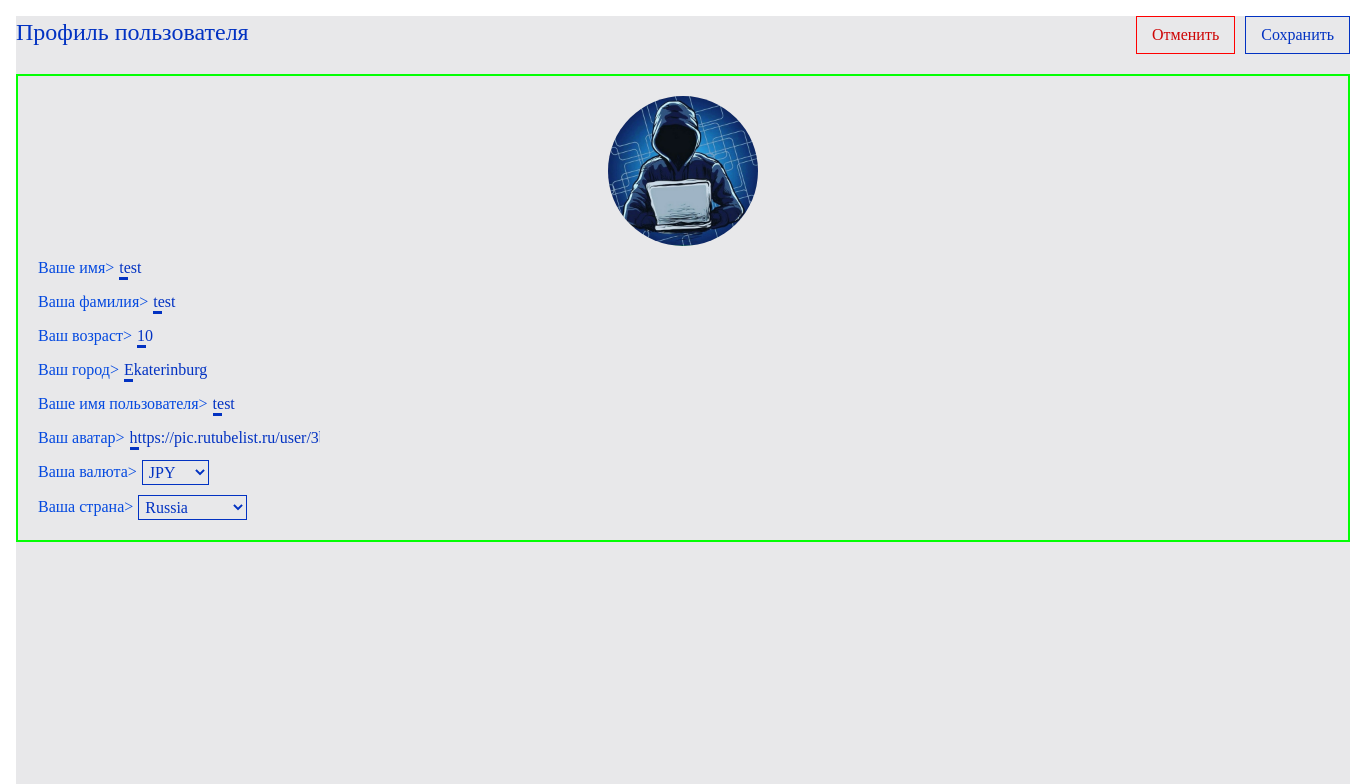 Профиль пользователя
Отменить
Сохранить
Ваше имя> test
Ваша фамилия> test
Ваш возраст> 10
Ваш город> Ekaterinburg
Ваше имя пользователя> test
Ваш аватар> https://pic.rutubelist.ru/user/3
Ваша валюта> JPY
Ваша страна> Russia